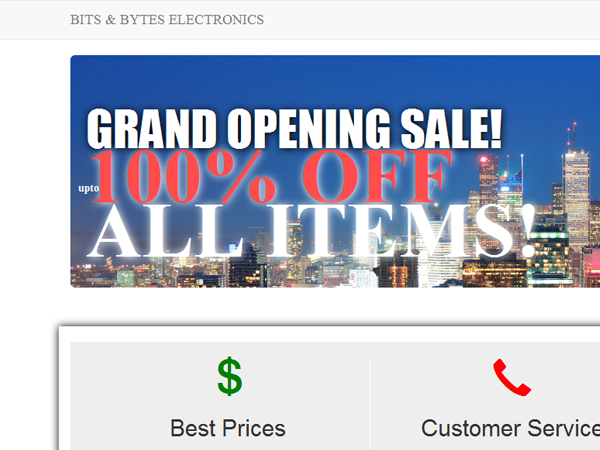 BITS & BYTES ELECTRONICS
GRAND OPENING SALE!
upto 100% OFF
ALL ITEMS!
$
Best Prices
Customer Service